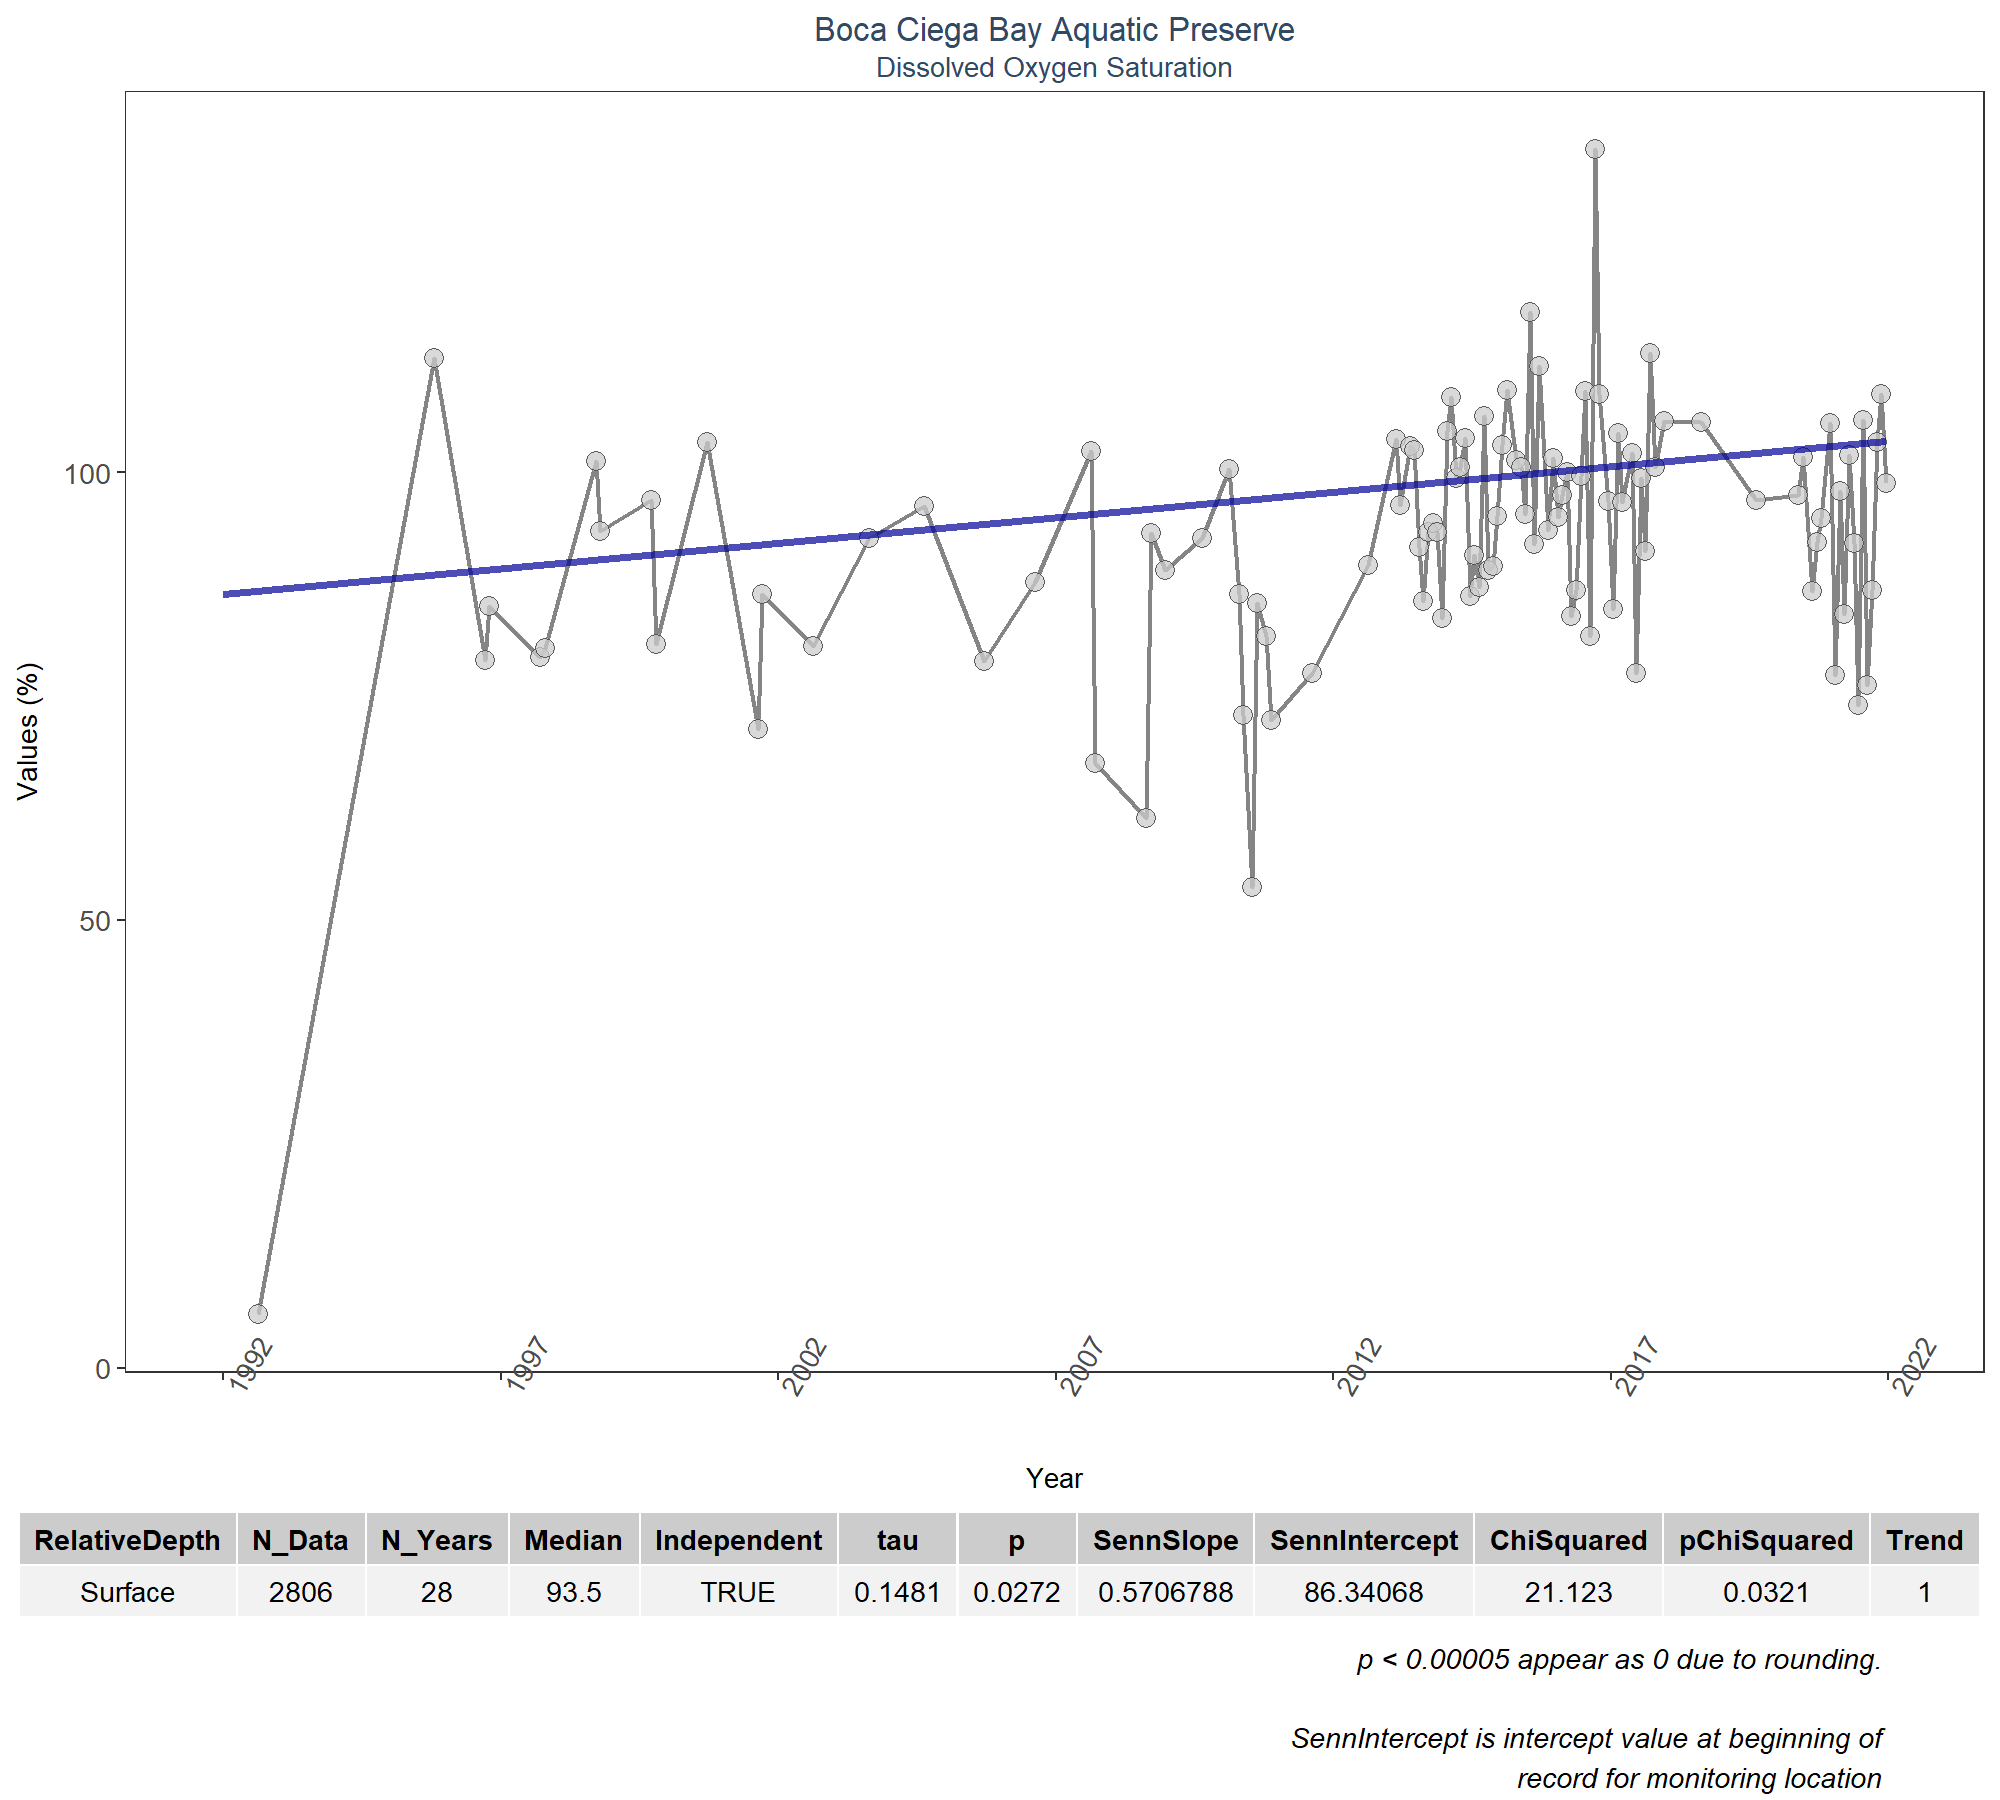 Boca Ciega Bay Aquatic Preserve
Dissolved Oxygen Saturation
Values (%)
100
50
0
1992 1997 2002 2007 2012 2017 2022
Year
RelativeDepth N_Data N_Years Median Independent tau p SennSlope SennIntercept ChiSquared pChiSquared Trend
Surface 2806 28 93.5 TRUE 0.1481 0.0272 0.5706788 86.34068 21.123 0.0321 1
p < 0.00005 appear as 0 due to rounding.
SennIntercept is intercept value at beginning of
record for monitoring location